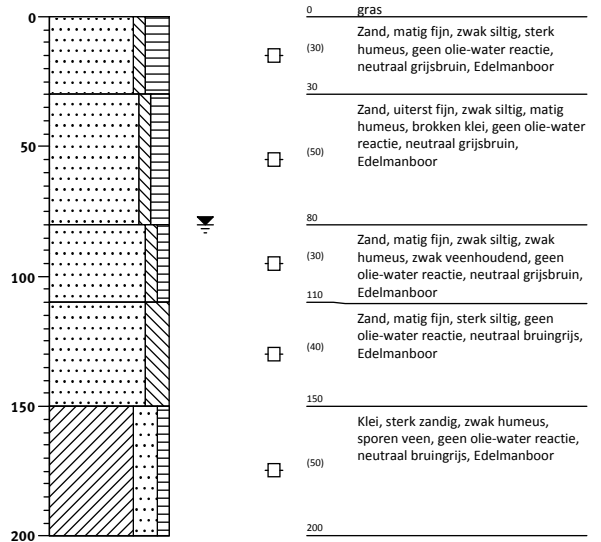 0
50
100
150
200
0
gras
(30)
Zand, matig fijn, zwak siltig, sterk
humeus, geen olie-water reactie,
neutraal grijsbruin, Edelmanboor
30
(50)
Zand, uiterst fijn, zwak siltig, matig
humeus, brokken klei, geen olie-water
reactie, neutraal grijsbruin,
Edelmanboor
80
(30)
Zand, matig fijn, zwak siltig, zwak
humeus, zwak veenhoudend, geen
olie-water reactie, neutraal grijsbruin,
Edelmanboor
110
(40)
Zand, matig fijn, sterk siltig, geen
olie-water reactie, neutraal bruingrijs,
Edelmanboor
150
(50)
Klei, sterk zandig, zwak humeus,
sporen veen, geen olie-water reactie,
neutraal bruingrijs, Edelmanboor
200